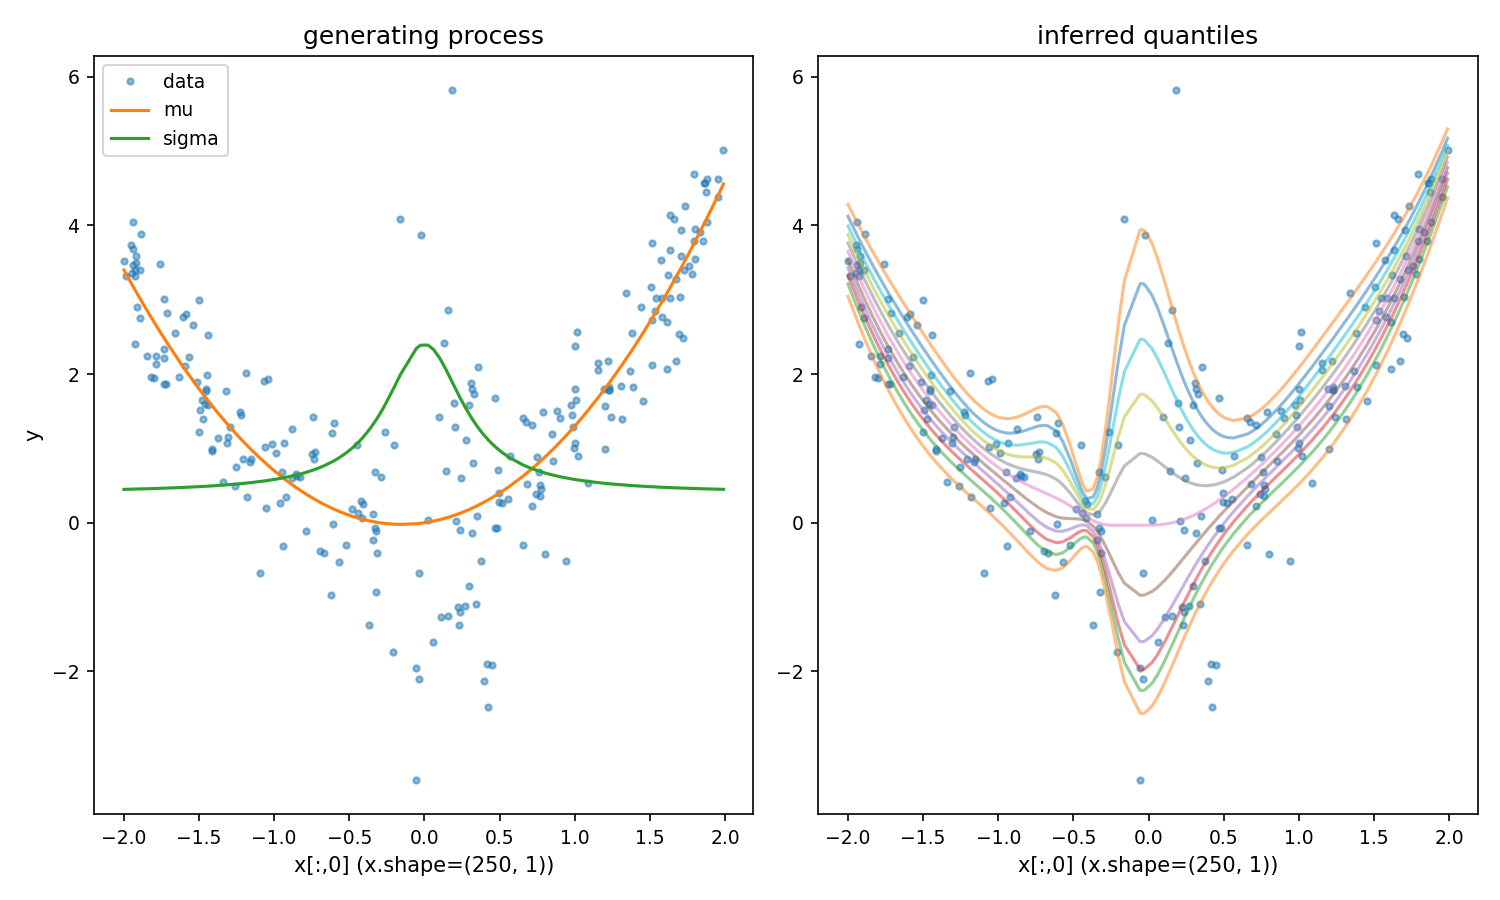 generating process
data
mu
sigma
6
4
2
0
−2
y
−2.0 −1.5 −1.0 −0.5 0.0 0.5 1.0 1.5 2.0
x[:,0] (x.shape=(250, 1))
inferred quantiles
6
4
2
0
−2
−2.0 −1.5 −1.0 −0.5 0.0 0.5 1.0 1.5 2.0
x[:,0] (x.shape=(250, 1))